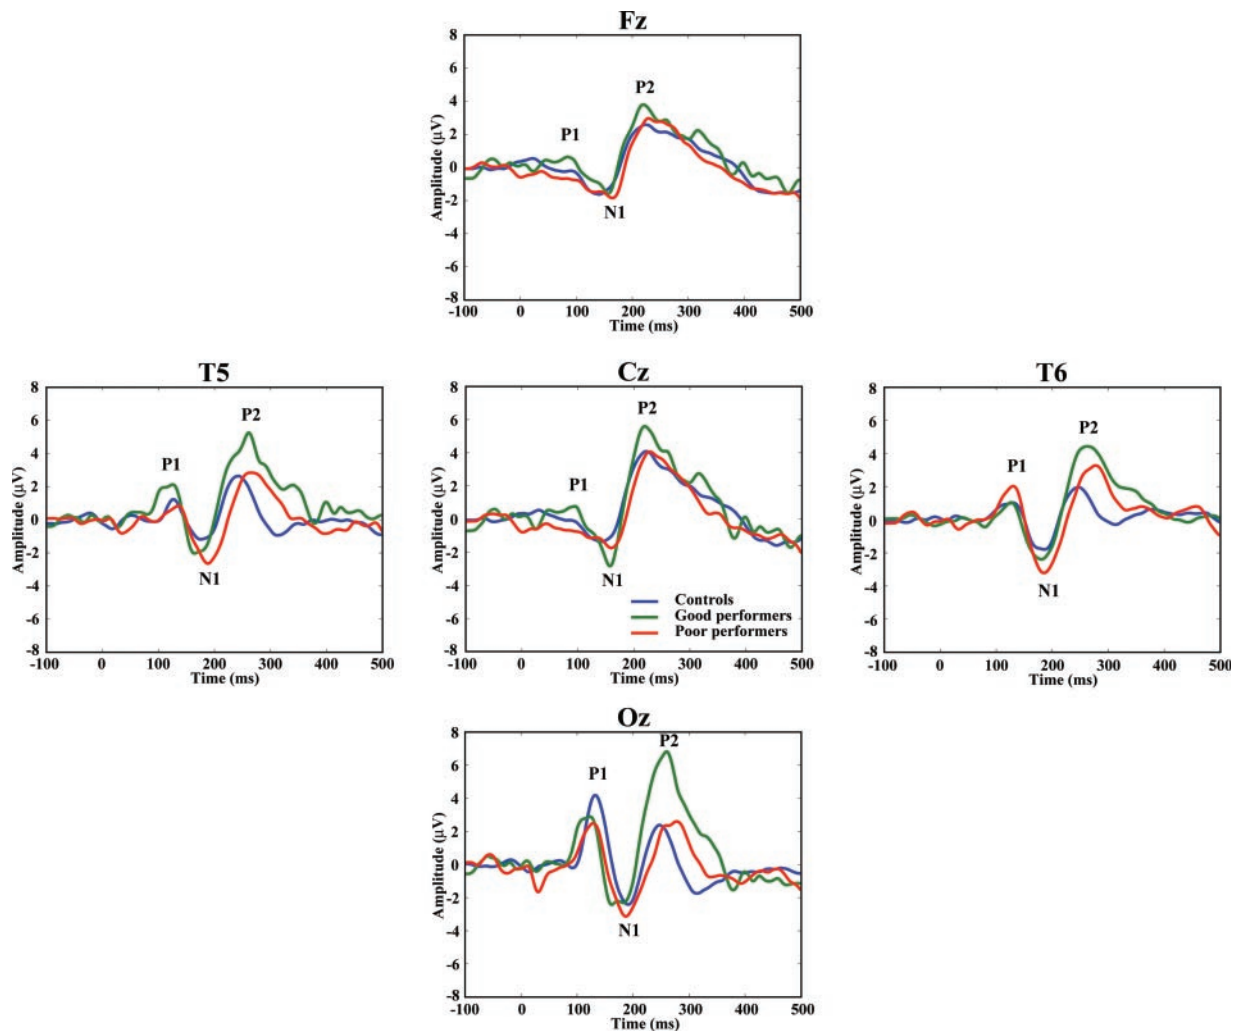 Fz
8
6
4
2
0
-2
-4
-6
-8
Amplitude (µV)
P1
P2
N1
-100 0 100 200 300 400 500
Time (ms)
T5
8
6
4
2
0
-2
-4
-6
-8
Amplitude (µV)
P1
P2
N1
-100 0 100 200 300 400 500
Time (ms)
Cz
8
6
4
2
0
-2
-4
-6
-8
Amplitude (µV)
P1
P2
N1
Controls
Good performers
Poor performers
-100 0 100 200 300 400 500
Time (ms)
T6
8
6
4
2
0
-2
-4
-6
-8
Amplitude (µV)
P1
P2
N1
-100 0 100 200 300 400 500
Time (ms)
Oz
8
6
4
2
0
-2
-4
-6
-8
Amplitude (µV)
P1
P2
N1
-100 0 100 200 300 400 500
Time (ms)